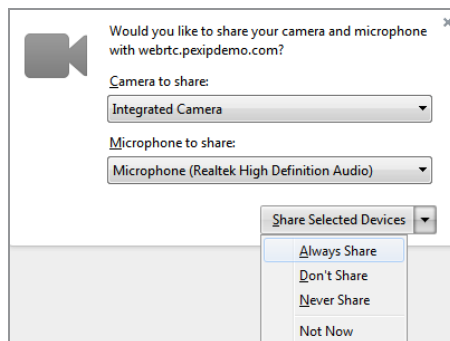 Would you like to share your camera and microphone
with webrtc.pexipdemo.com?
Camera to share:
Integrated Camera
Microphone to share:
Microphone (Realtek High Definition Audio)
Share Selected Devices
Always Share
Don't Share
Never Share
Not Now